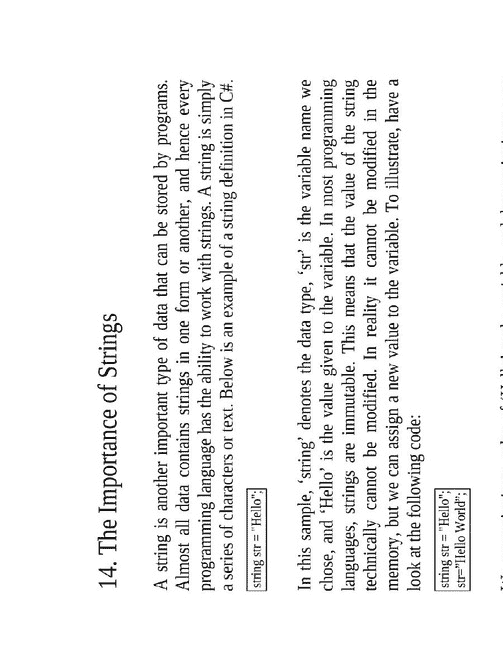 14. The Importance of Strings
A string is another important type of data that can be stored by programs.
Almost all data contains strings in one form or another, and hence every
programming language has the ability to work with strings. A string is simply
a series of characters or text. Below is an example of a string definition in C#.
string str = "Hello";
In this sample, ‘string’ denotes the data type, ‘str’ is the variable name we
chose, and ‘Hello’ is the value given to the variable. In most programming
languages, strings are immutable. This means that the value of the string
technically cannot be modified. In reality it cannot be modified in the
memory, but we can assign a new value to the variable. To illustrate, have a
look at the following code:
string str = "Hello";
str="Hello World";